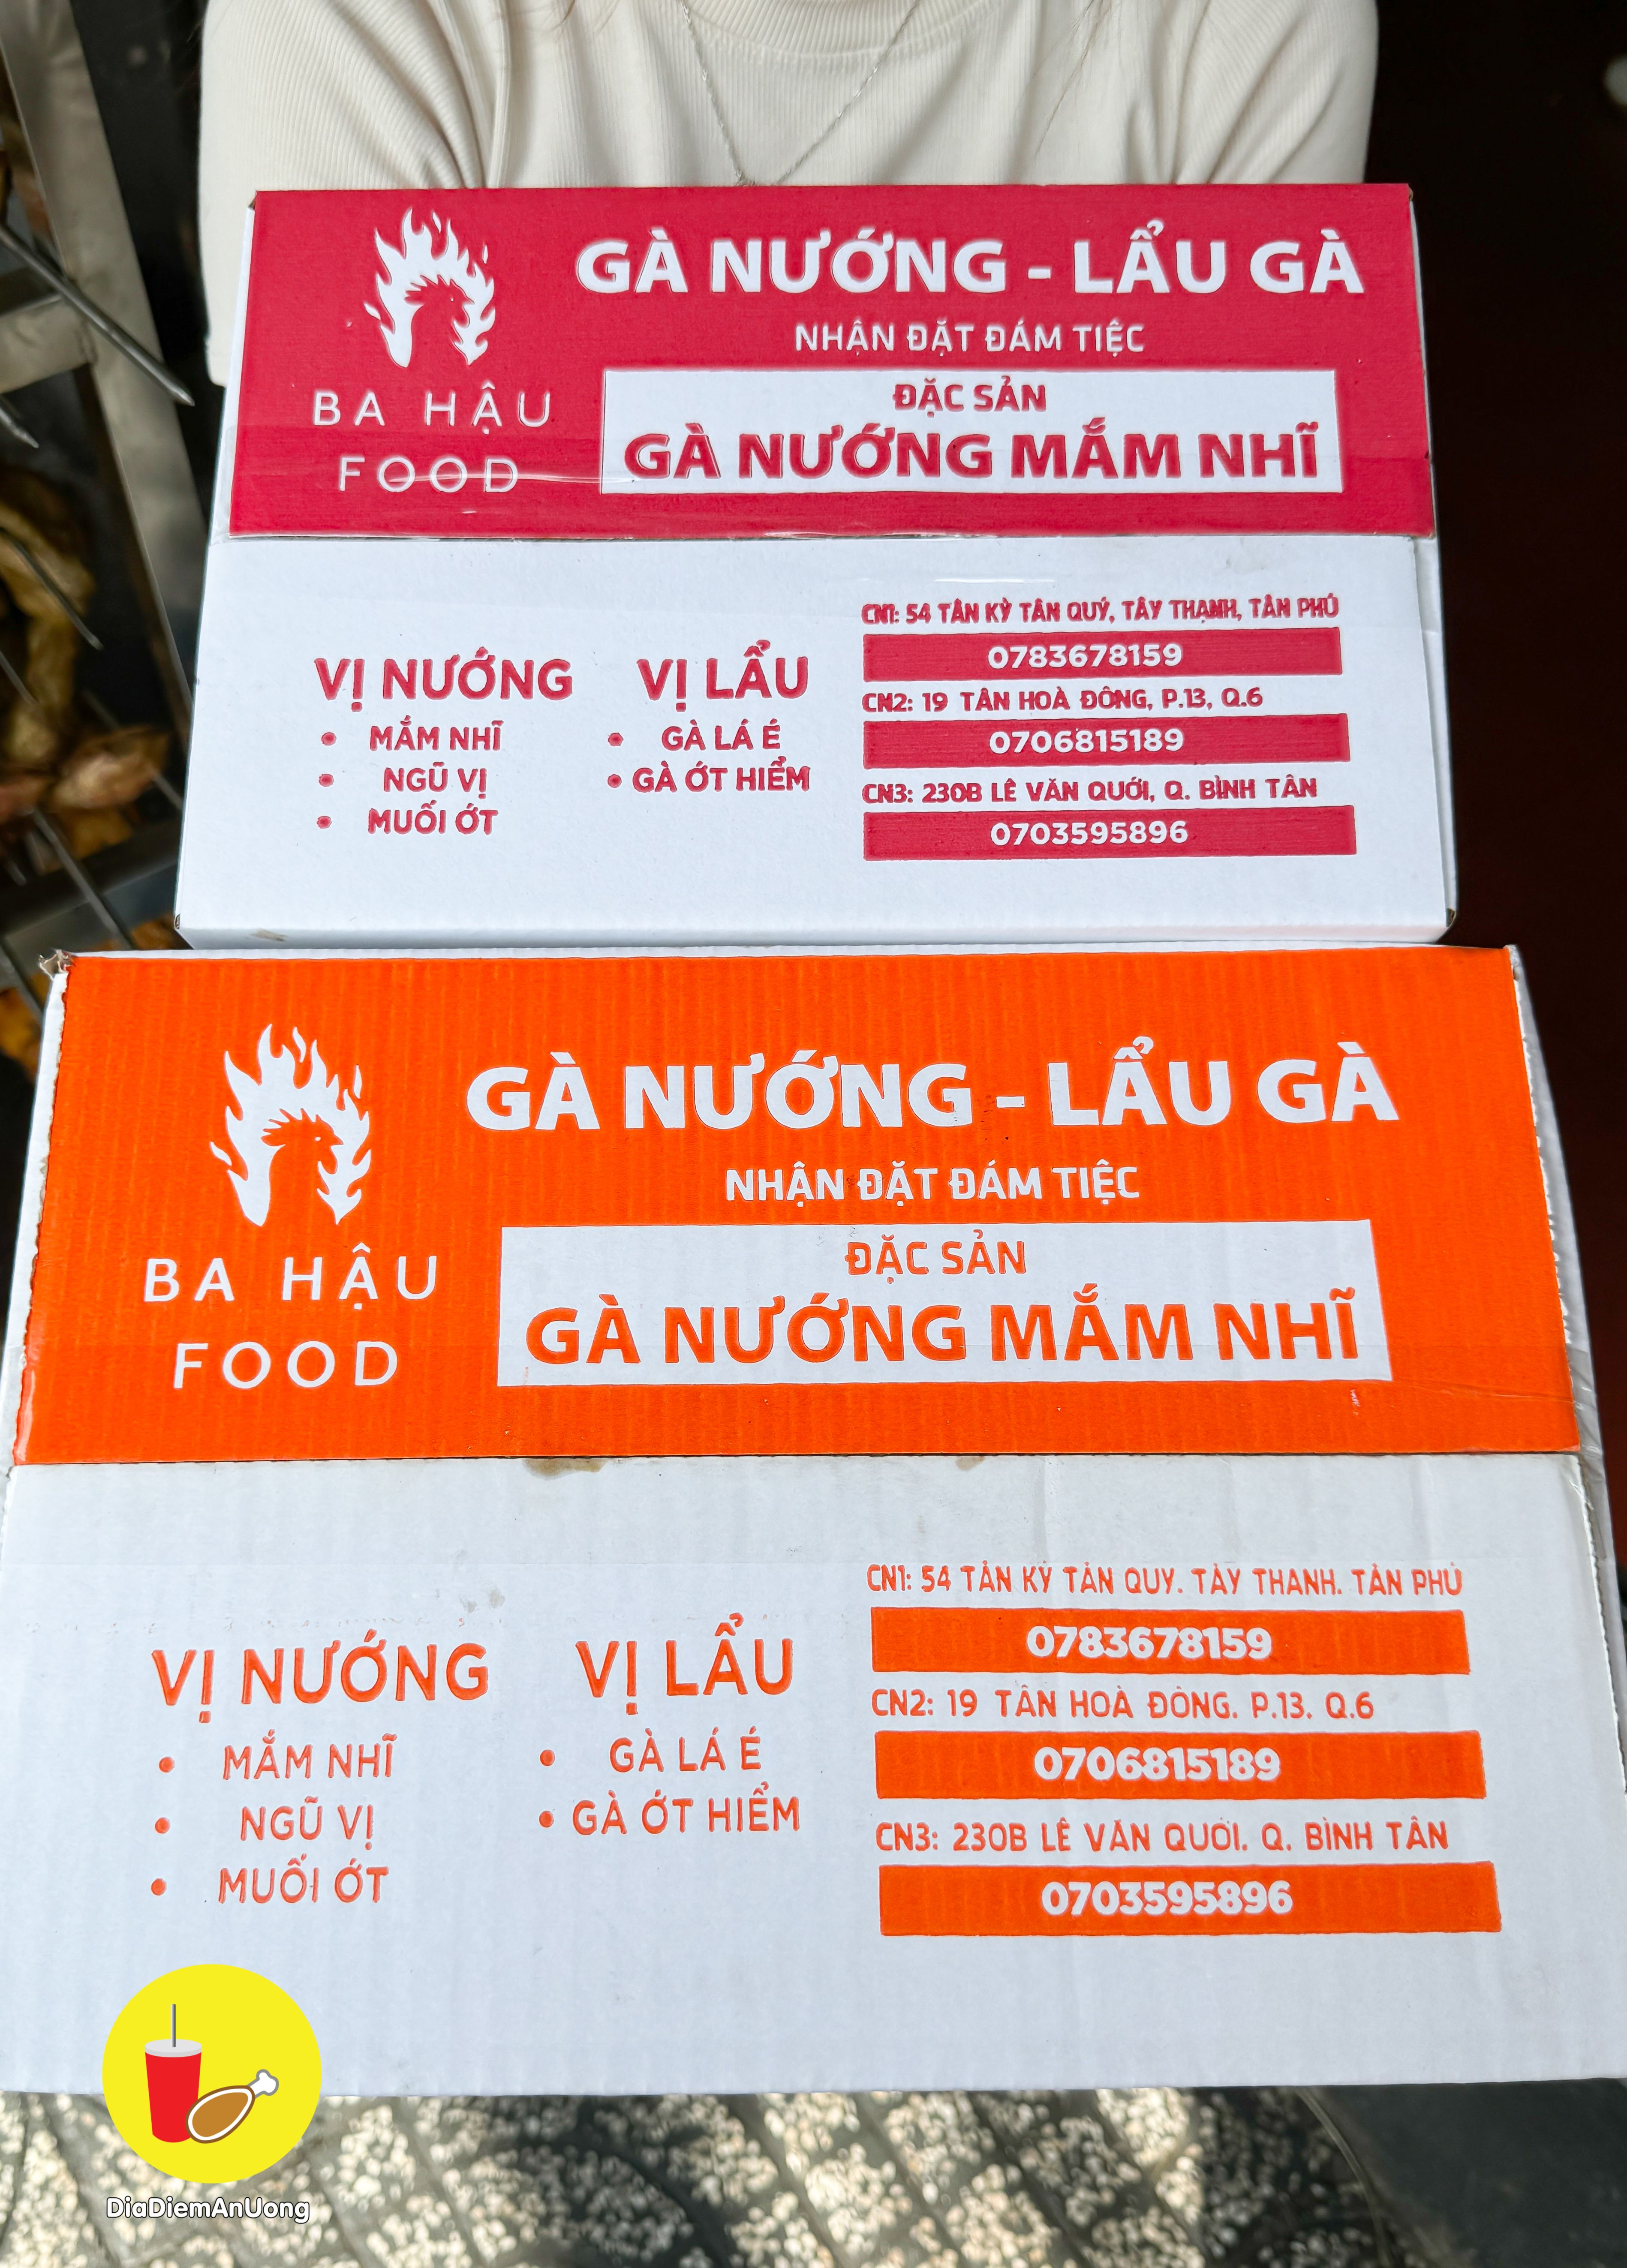 BA HẬU
FOOD
GÀ NƯỚNG - LẨU GÀ
NHẬN ĐẶT ĐÁM TIỆC
ĐẶC SẢN
GÀ NƯỚNG MẮM NHĨ
VỊ NƯỚNG
• MẮM NHĨ
• NGŨ VỊ
• MUỐI ỚT
VỊ LẨU
• GÀ LÁ É
• GÀ ỚT HIỂM
CN1: 54 TÂN KỲ TÂN QUÝ, TÂY THẠNH, TÂN PHÚ
0783678159
CN2: 19 TÂN HOÀ ĐÔNG, P.13, Q.6
0706815189
CN3: 230B LÊ VĂN QUỚI, Q. BÌNH TÂN
0703595896
BA HẬU
FOOD
GÀ NƯỚNG - LẨU GÀ
NHẬN ĐẶT ĐÁM TIỆC
ĐẶC SẢN
GÀ NƯỚNG MẮM NHĨ
VỊ NƯỚNG
• MẮM NHĨ
• NGŨ VỊ
• MUỐI ỚT
VỊ LẨU
• GÀ LÁ É
• GÀ ỚT HIỂM
CN1: 54 TÂN KỲ TÂN QUÝ, TÂY THẠNH, TÂN PHÚ
0783678159
CN2: 19 TÂN HOÀ ĐÔNG, P.13, Q.6
0706815189
CN3: 230B LÊ VĂN QUỚI, Q. BÌNH TÂN
0703595896
DiaDiemAnUong